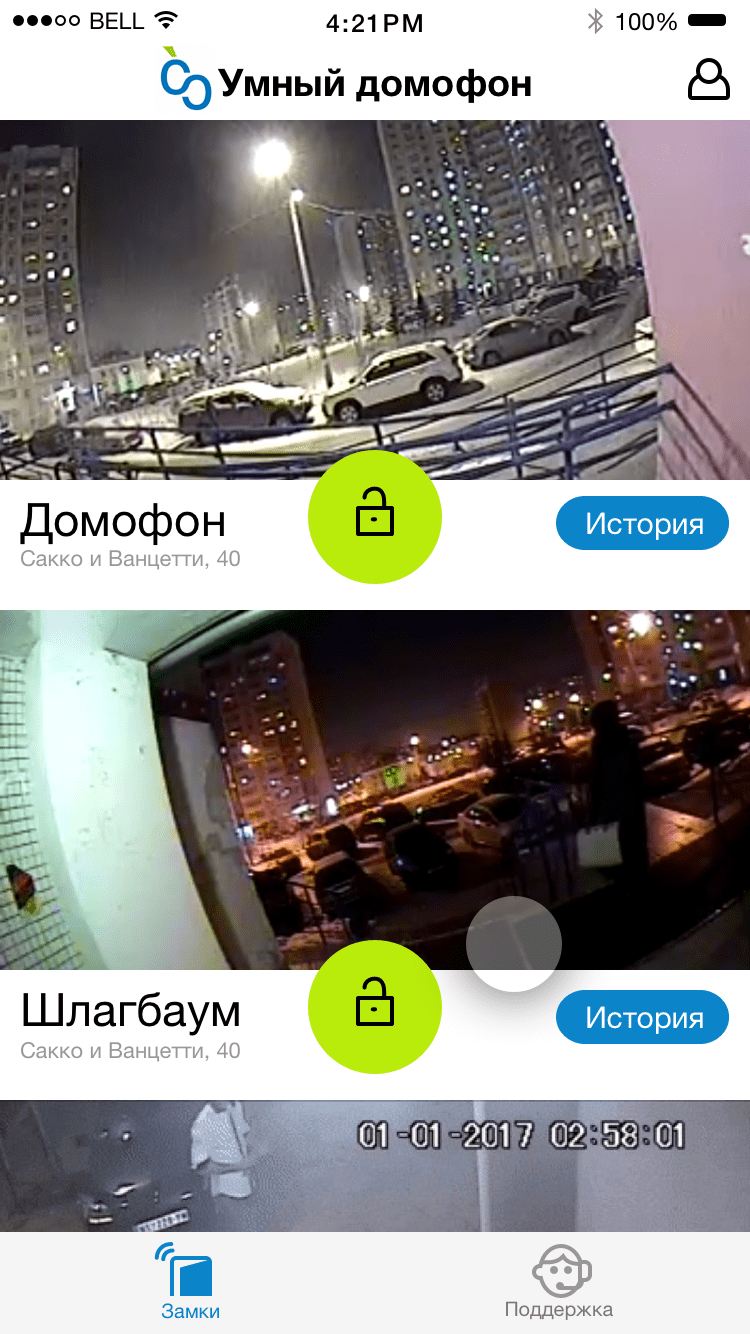 BELL 4:21PM 100%
Умный домофон
Домофон
История
Сакко и Ванцетти, 40
Шлагбаум
История
Сакко и Ванцетти, 40
01-01-2017 02:58:01
Замки
Поддержка